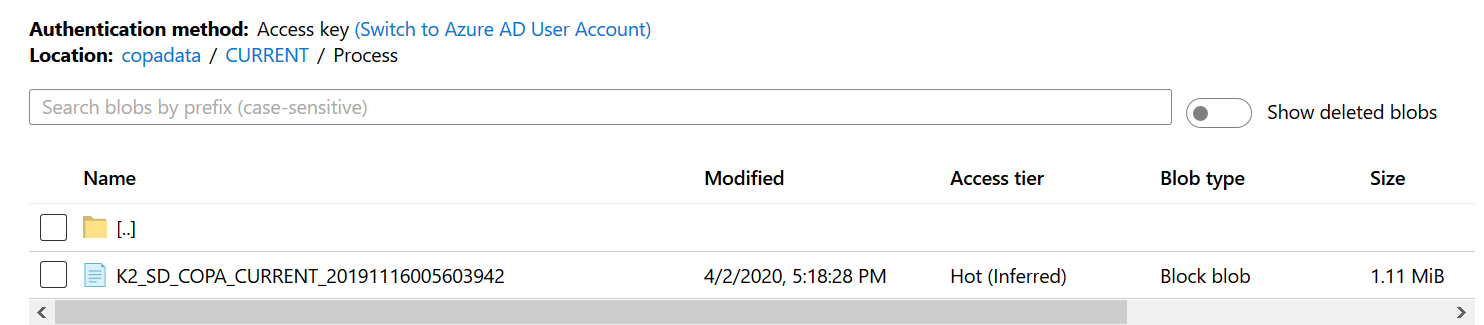 Authentication method: Access key (Switch to Azure AD User Account)
Location: copadata / CURRENT / Process
Search blobs by prefix (case-sensitive)
Show deleted blobs
Name Modified Access tier Blob type Size
[..]
K2_SD_COPA_CURRENT_20191116005603942 4/2/2020, 5:18:28 PM Hot (Inferred) Block blob 1.11 MiB